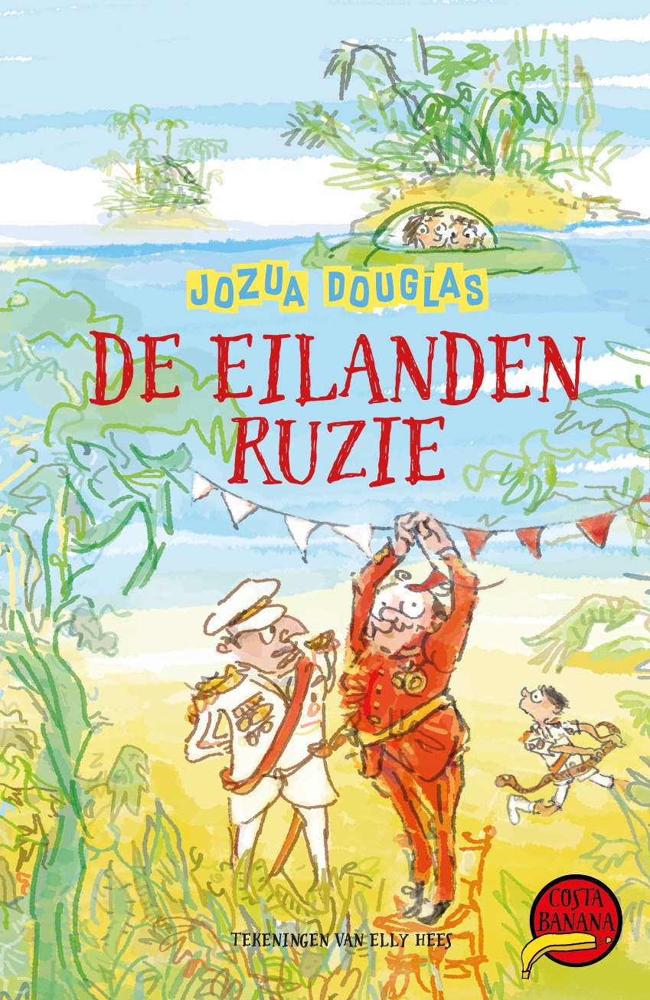 JOZUA DOUGLAS
DE EILANDEN
RUZIE
TEKENINGEN VAN ELLY HEES
COSTA
BANANA